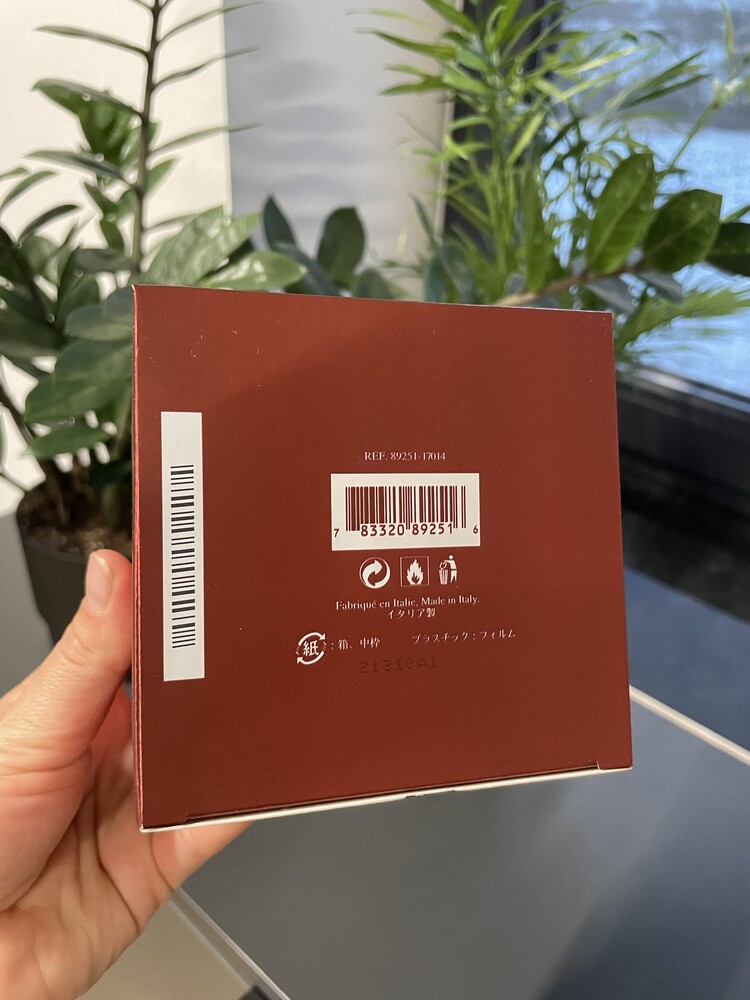 REF. 89251-17014
7 83320 89251 6
Fabriqué en Italie, Made in Italy.
イタリア製
紙 : 箱、中枠 プラスチック : フィルム
21310A1